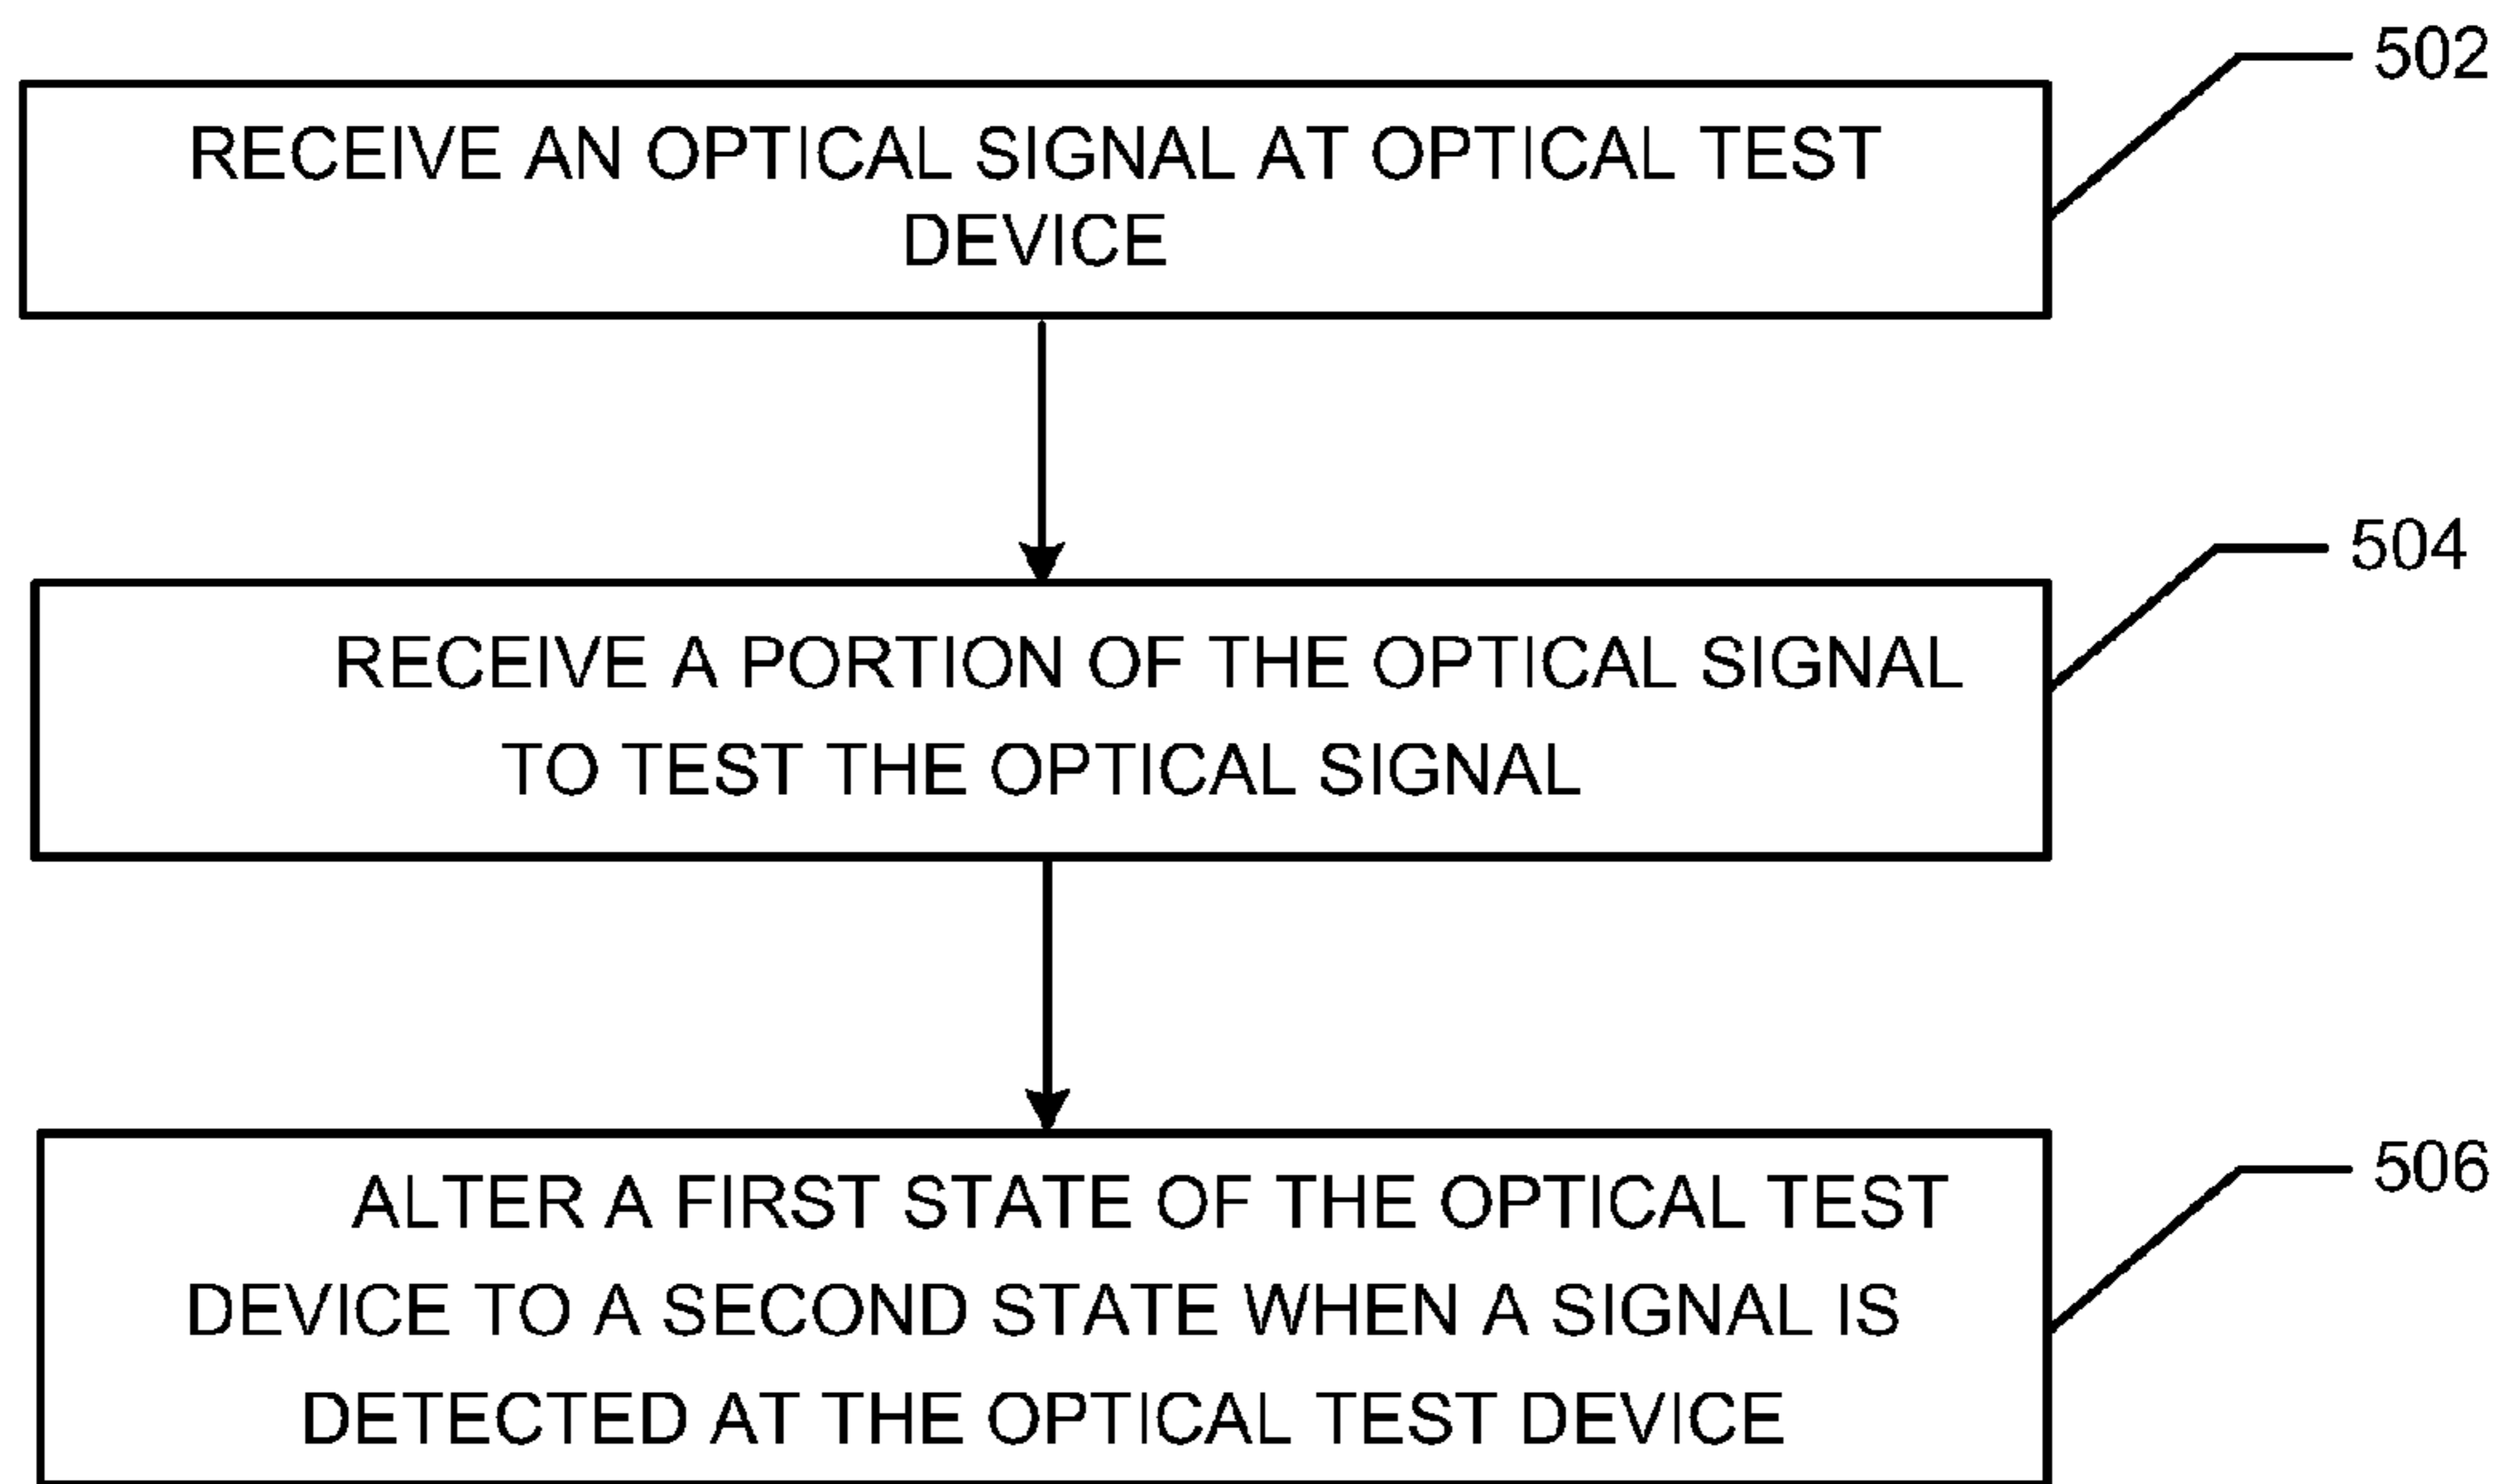 502
RECEIVE AN OPTICAL SIGNAL AT OPTICAL TEST
DEVICE
504
RECEIVE A PORTION OF THE OPTICAL SIGNAL
TO TEST THE OPTICAL SIGNAL
506
ALTER A FIRST STATE OF THE OPTICAL TEST
DEVICE TO A SECOND STATE WHEN A SIGNAL IS
DETECTED AT THE OPTICAL TEST DEVICE